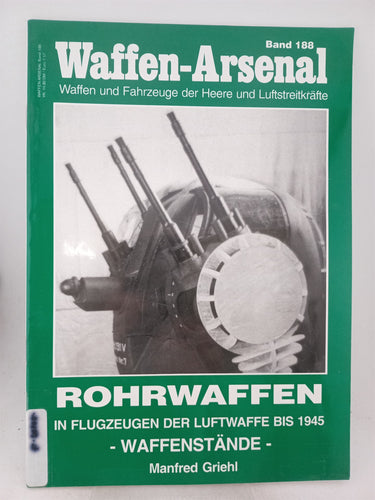 Band 188
Waffen-Arsenal
Waffen und Fahrzeuge der Heere und Luftstreitkräfte
ROHRWAFFEN
IN FLUGZEUGEN DER LUFTWAFFE BIS 1945
- WAFFENSTÄNDE -
Manfred Griehl